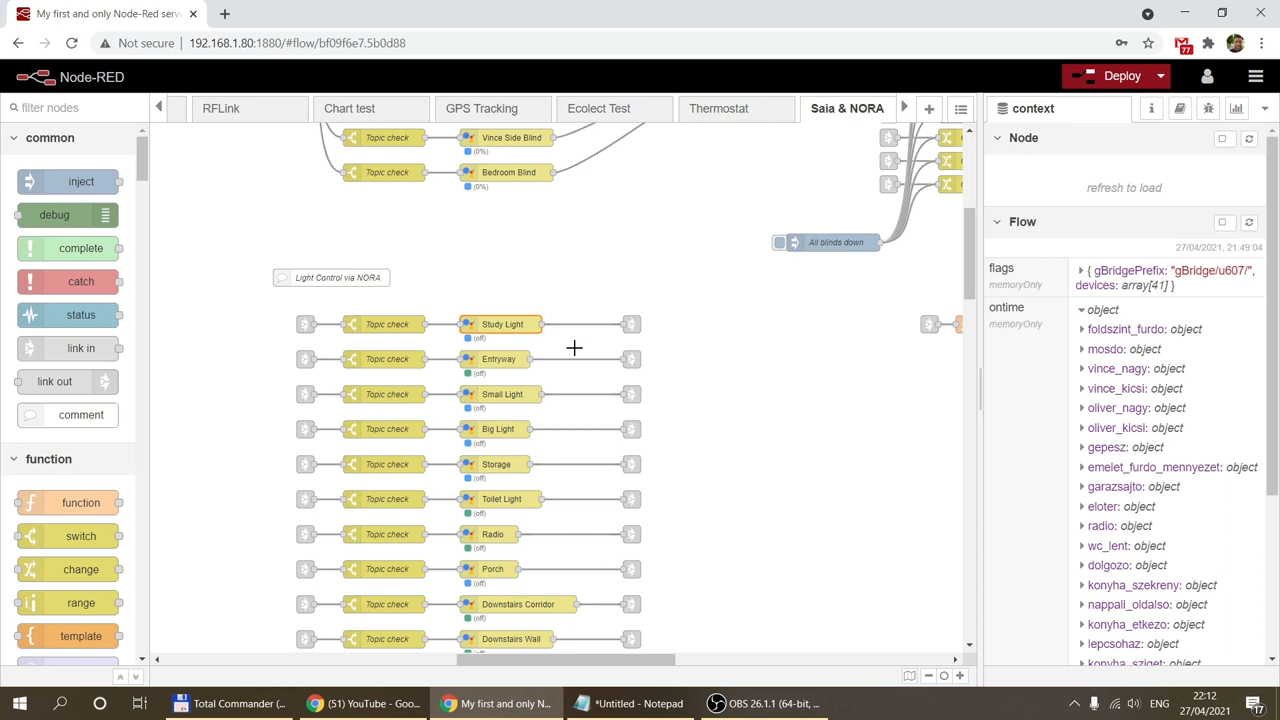 My first and only Node-Red serv
Not secure 192.168.1.80:1880/#flow/bf09f6e7.5b0d88
77
Node-RED
Deploy
filter nodes
RFLink
Chart test
GPS Tracking
Ecolect Test
Thermostat
Saia & NORA
context
common
inject
debug
complete
catch
status
link in
link out
comment
function
function
switch
change
range
template
Topic check
Vince Side Blind
(0%)
Topic check
Bedroom Blind
(0%)
All blinds down
Light Control via NORA
Topic check
Study Light
(off)
Topic check
Entryway
(off)
Topic check
Small Light
(off)
Topic check
Big Light
(off)
Topic check
Storage
(off)
Topic check
Toilet Light
(off)
Topic check
Radio
(off)
Topic check
Porch
(off)
Topic check
Downstairs Corridor
(off)
Topic check
Downstairs Wall
Node
refresh to load
Flow
27/04/2021, 21:49:04
flags
memoryOnly
{ gBridgePrefix: "gBridge/u607/",
devices: array[41] }
ontime
memoryOnly
object
foldszint_furdo: object
mosdo: object
vince_nagy: object
vince_kicsi: object
oliver_nagy: object
oliver_kicsi: object
gepesz: object
emelet_furdo_mennyezet: object
garazsajto: object
eloter: object
radio: object
wc_lent: object
dolgozo: object
konyha_szekreny: object
nappali_oldalso: object
konyha_etkezo: object
lepcsohaz: object
konyha_sziget: object
Total Commander (...
(51) YouTube - Goo...
My first and only N...
*Untitled - Notepad
OBS 26.1.1 (64-bit, ...
ENG
22:12
27/04/2021
17